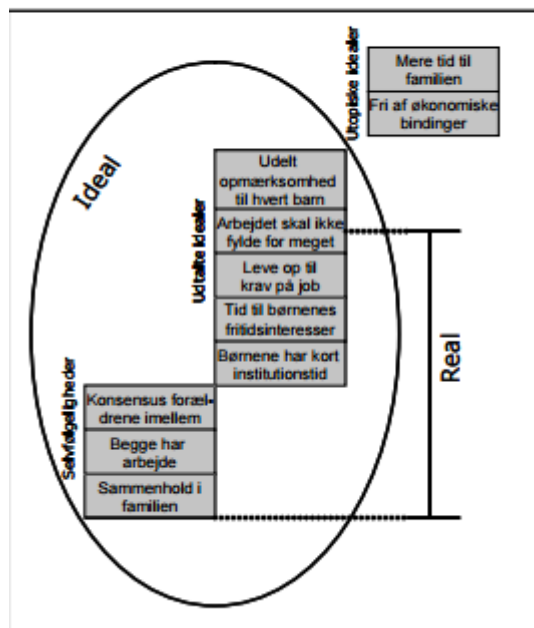 Utopiske idealer
Mere tid til
familien
Fri af økonomiske
bindinger
Ideal
Udtalte idealer
Udelt
opmærksomhed
til hvert barn
Arbejdet skal ikke
fylde for meget
Leve op til
krav på job
Tid til børnenes
fritidsinteresser
Børnene har kort
institutionstid
Real
Selvfølgeligheder
Konsensus foræl-
drene imellem
Begge har
arbejde
Sammenhold i
familien